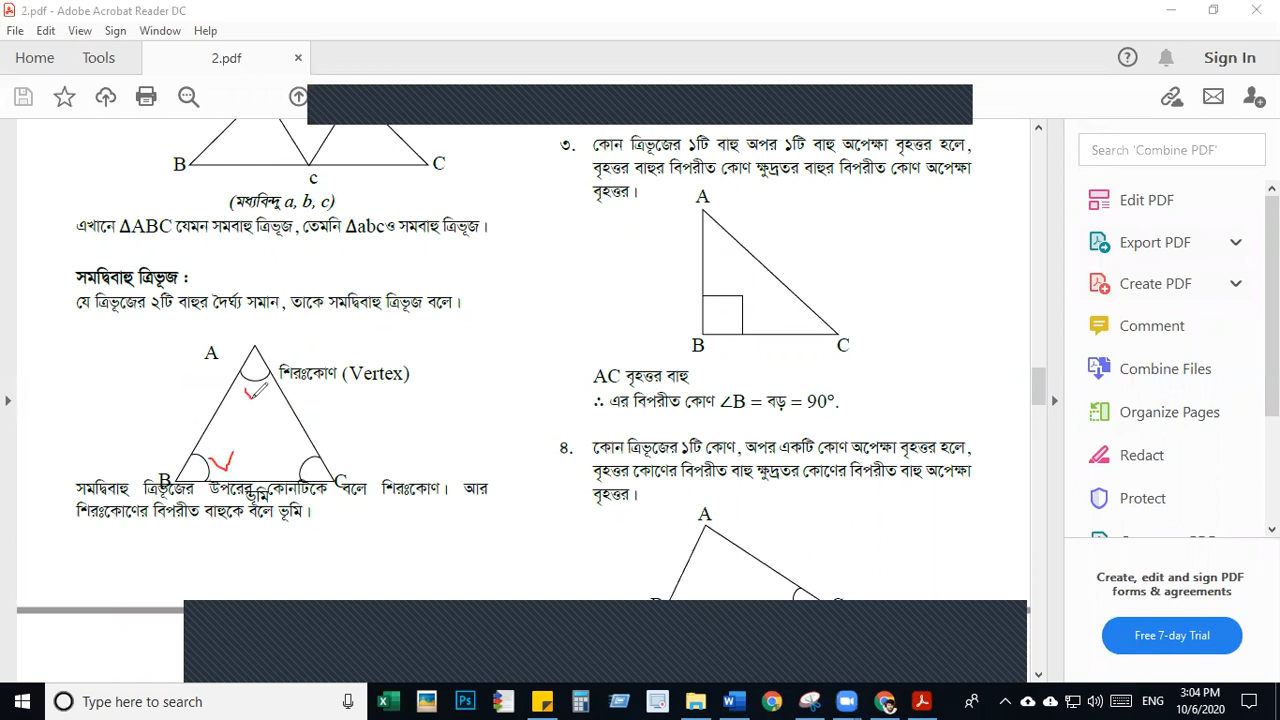 2.pdf - Adobe Acrobat Reader DC
File Edit View Sign Window Help
Home Tools 2.pdf × Sign In
B c C
(মধ্যবিন্দু a, b, c)
এখানে ΔABC যেমন সমবাহু ত্রিভূজ, তেমনি Δabcও সমবাহু ত্রিভূজ।
সমদ্বিবাহু ত্রিভূজ :
যে ত্রিভূজের ২টি বাহুর দৈর্ঘ্য সমান, তাকে সমদ্বিবাহু ত্রিভূজ বলে।
A
শিরঃকোণ (Vertex)
B C
ভূমি
সমদ্বিবাহু ত্রিভূজের উপরের কোনটিকে বলে শিরঃকোণ। আর
শিরঃকোণের বিপরীত বাহুকে বলে ভূমি।
৩. কোন ত্রিভূজের ১টি বাহু অপর ১টি বাহু অপেক্ষা বৃহত্তর হলে,
বৃহত্তর বাহুর বিপরীত কোণ ক্ষুদ্রতর বাহুর বিপরীত কোণ অপেক্ষা
বৃহত্তর।
A
B C
AC বৃহত্তর বাহু
∴ এর বিপরীত কোণ ∠B = বড় = 90°.
৪. কোন ত্রিভূজের ১টি কোণ, অপর একটি কোণ অপেক্ষা বৃহত্তর হলে,
বৃহত্তর কোণের বিপরীত বাহু ক্ষুদ্রতর কোণের বিপরীত বাহু অপেক্ষা
বৃহত্তর।
A
Search 'Combine PDF'
Edit PDF
Export PDF
Create PDF
Comment
Combine Files
Organize Pages
Redact
Protect
Create, edit and sign PDF
forms & agreements
Free 7-day Trial
Type here to search
ENG
3:04 PM
10/6/2020